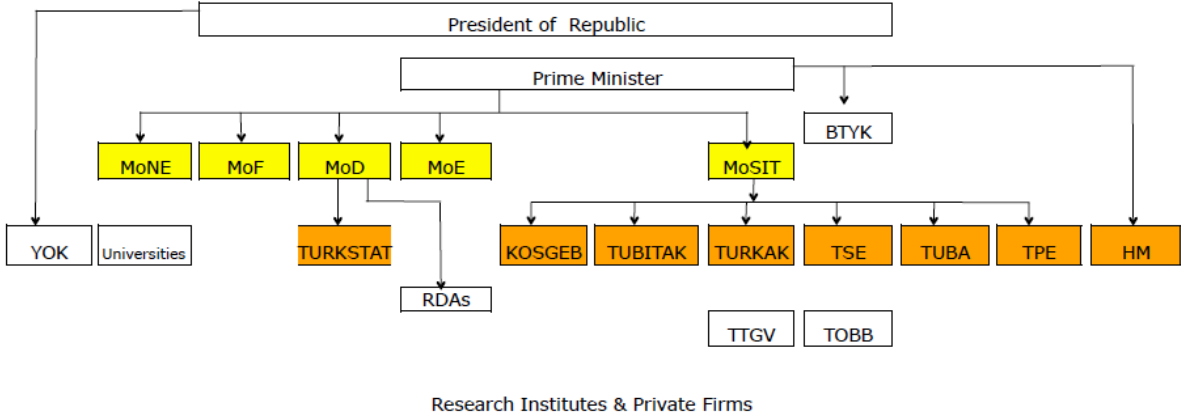 President of Republic
Prime Minister
BTYK
MoNE
MoF
MoD
MoE
MoSIT
YOK
Universities
TURKSTAT
KOSGEB
TUBITAK
TURKAK
TSE
TUBA
TPE
HM
RDAs
TTGV
TOBB
Research Institutes & Private Firms